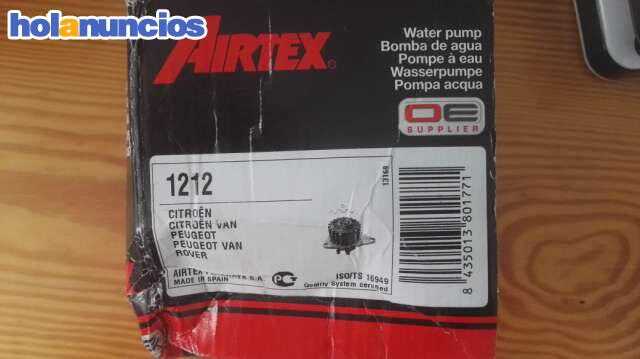 holanuncios
AIRTEX®
Water pump
Bomba de agua
Pompe à eau
Wasserpumpe
Pompa acqua
OE
SUPPLIER
1212
13168
CITROËN
CITROËN VAN
PEUGEOT
PEUGEOT VAN
ROVER
AIRTEX S.A.
MADE IN SPAIN
ISO/TS 16949
Quality System certified
8 435013 801771